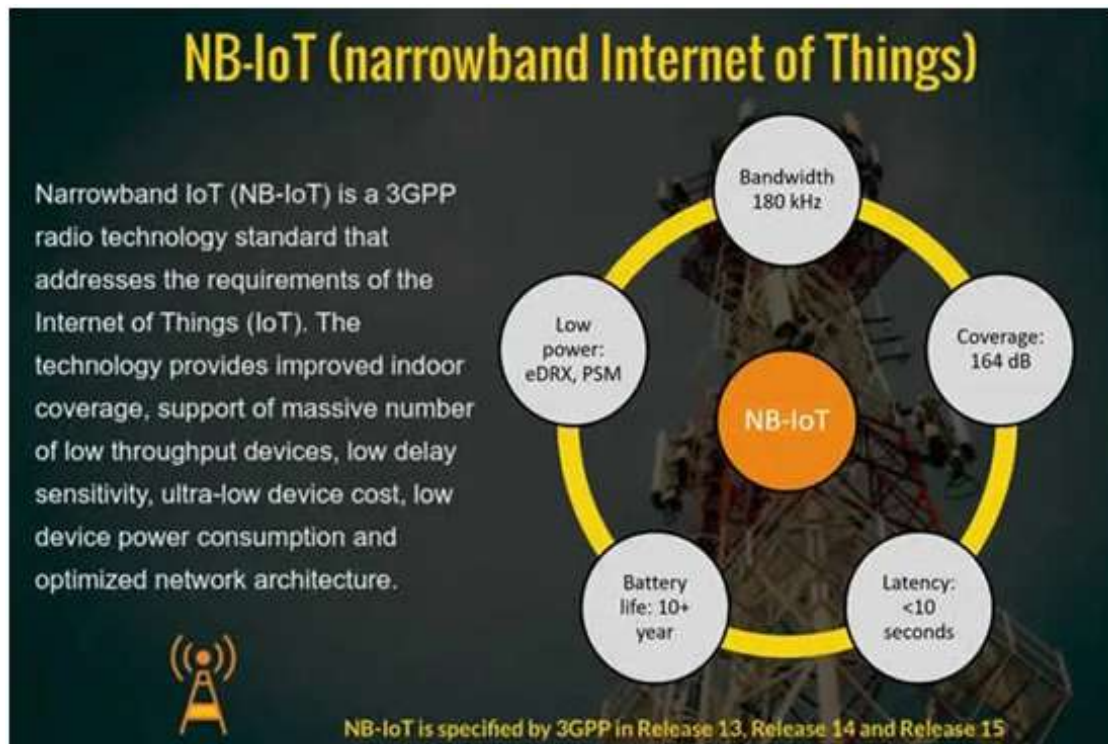 NB-IoT (narrowband Internet of Things)
Narrowband IoT (NB-IoT) is a 3GPP
radio technology standard that
addresses the requirements of the
Internet of Things (IoT). The
technology provides improved indoor
coverage, support of massive number
of low throughput devices, low delay
sensitivity, ultra-low device cost, low
device power consumption and
optimized network architecture.
Bandwidth
180 kHz
Low
power:
eDRX, PSM
Coverage:
164 dB
NB-IoT
Battery
life: 10+
year
Latency:
<10
seconds
NB-IoT is specified by 3GPP in Release 13, Release 14 and Release 15